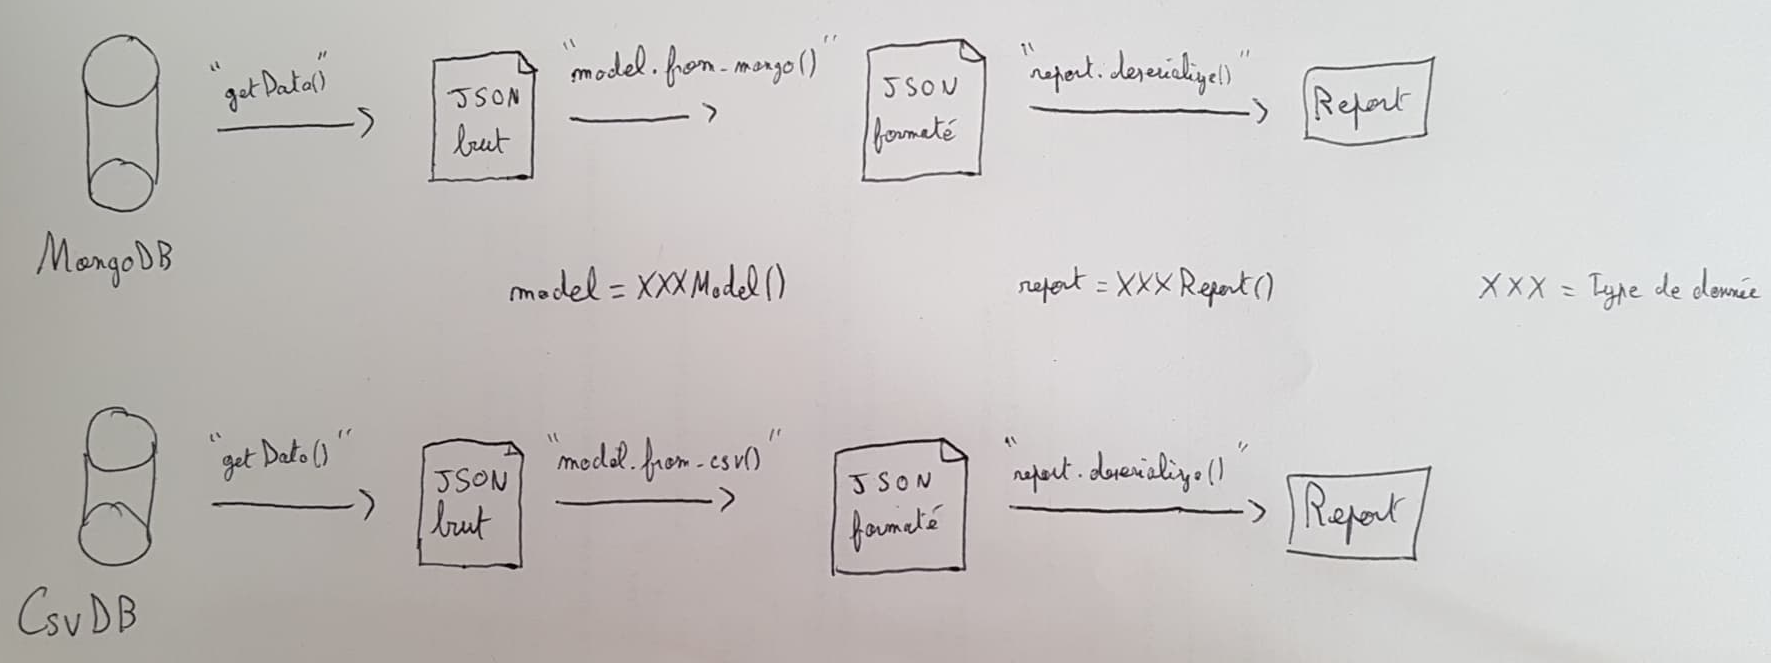 "getData()"
JSON
brut
"model.from_mongo()"
JSON
formaté
"report.deserialize()"
Report
MongoDB
model = XXXModel()
report = XXXReport()
XXX = Type de donnée
"getData()"
JSON
brut
"model.from_csv()"
JSON
formaté
"report.deserialize()"
Report
CsvDB